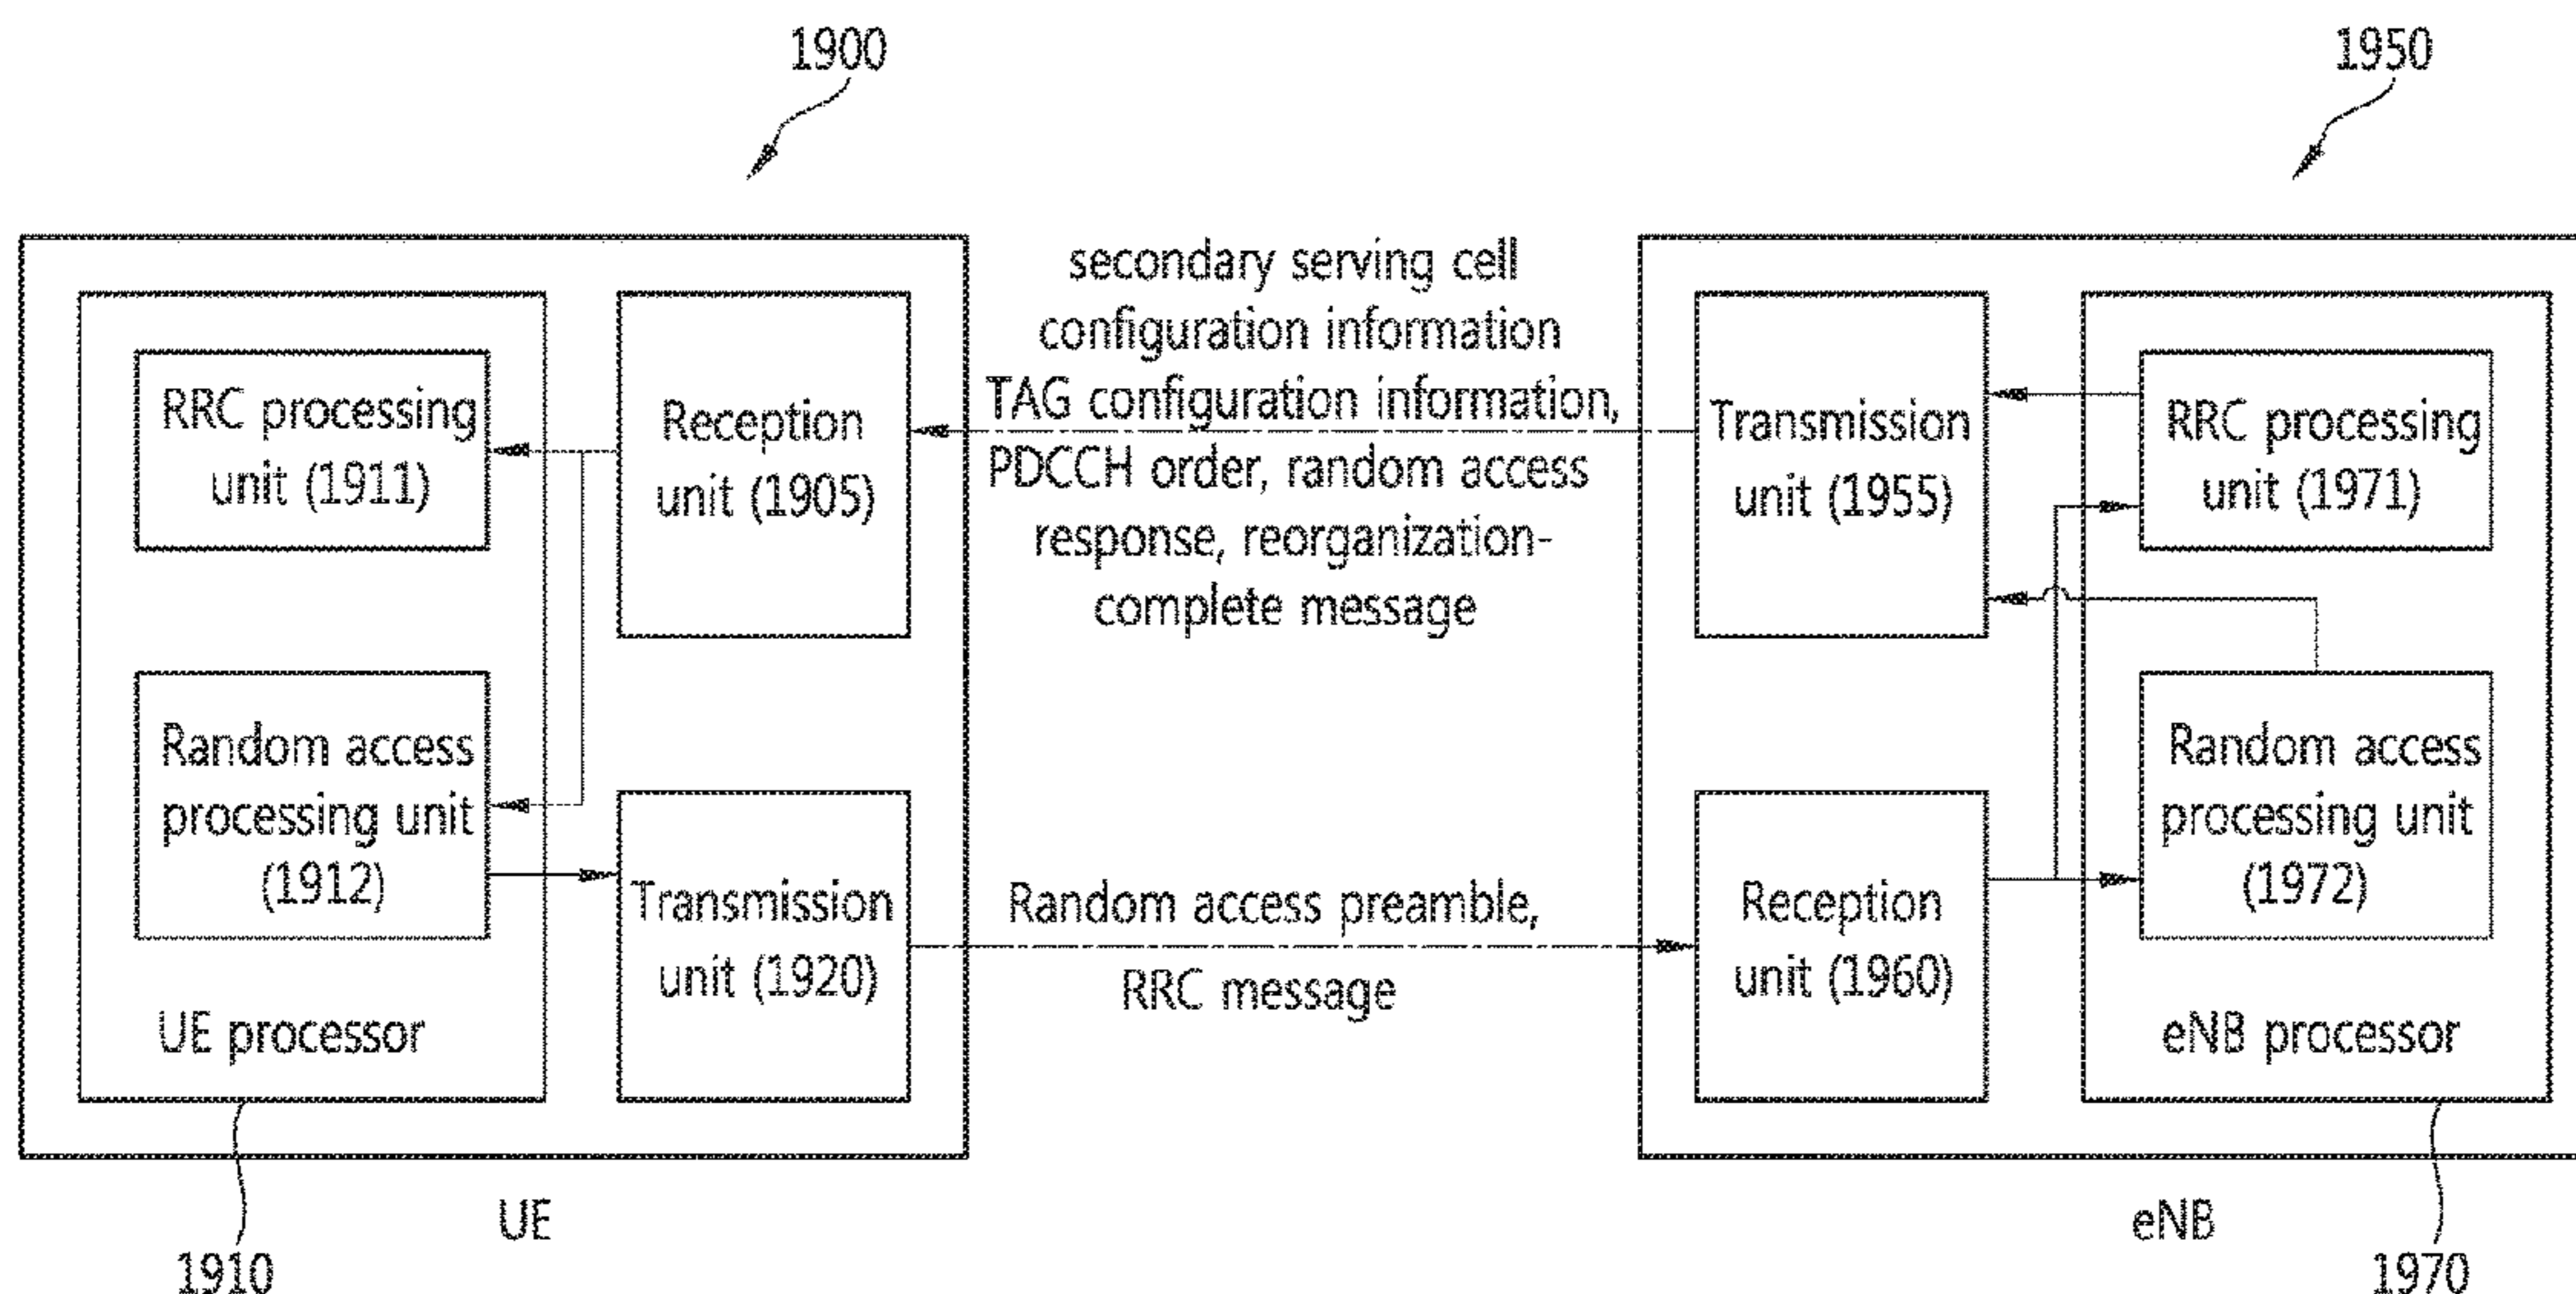 1900
1950
RRC processing
unit (1911)
Random access
processing unit
(1912)
UE processor
Reception
unit (1905)
Transmission
unit (1920)
secondary serving cell
configuration information
TAG configuration information,
PDCCH order, random access
response, reorganization-
complete message
Random access preamble,
RRC message
Transmission
unit (1955)
Reception
unit (1960)
RRC processing
unit (1971)
Random access
processing unit
(1972)
eNB processor
UE
eNB
1910
1970